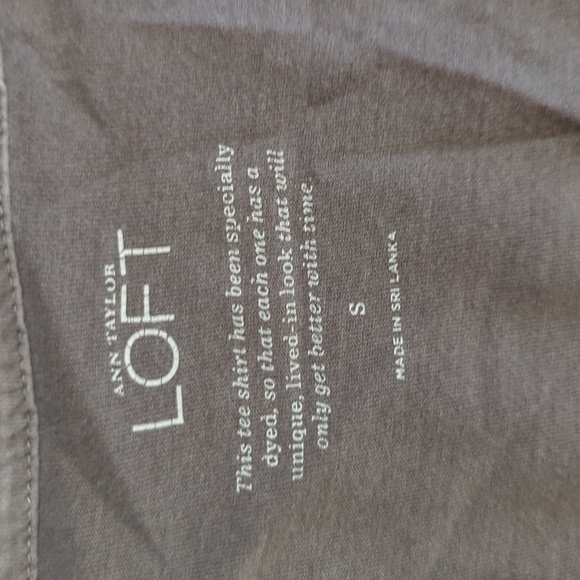 ANN TAYLOR
LOFT
This tee shirt has been specially
dyed, so that each one has a
unique, lived-in look that will
only get better with time
S
MADE IN SRI LANKA